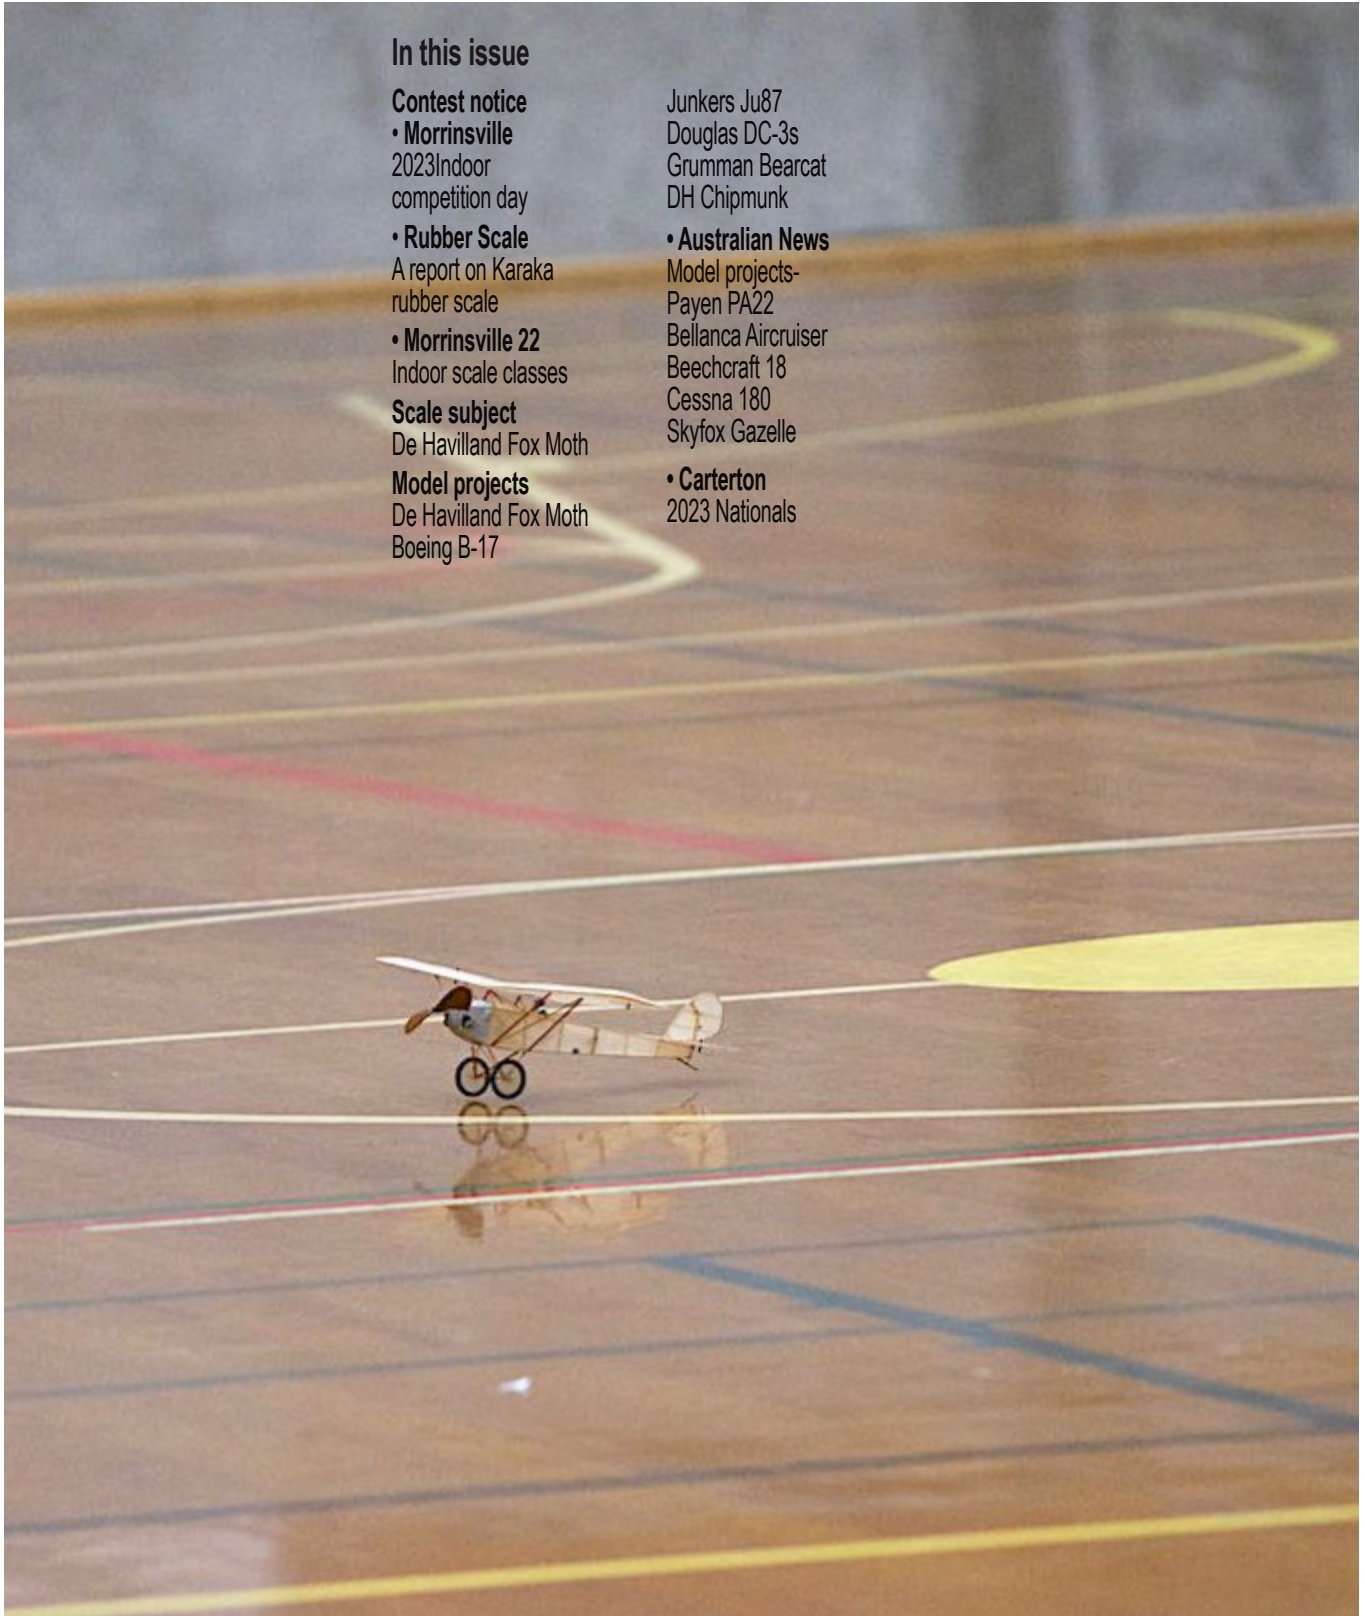 In this issue
Contest notice
• Morrinsville
2023Indoor
competition day
• Rubber Scale
A report on Karaka
rubber scale
• Morrinsville 22
Indoor scale classes
Scale subject
De Havilland Fox Moth
Model projects
De Havilland Fox Moth
Boeing B-17
Junkers Ju87
Douglas DC-3s
Grumman Bearcat
DH Chipmunk
• Australian News
Model projects-
Payen PA22
Bellanca Aircruiser
Beechcraft 18
Cessna 180
Skyfox Gazelle
• Carterton
2023 Nationals